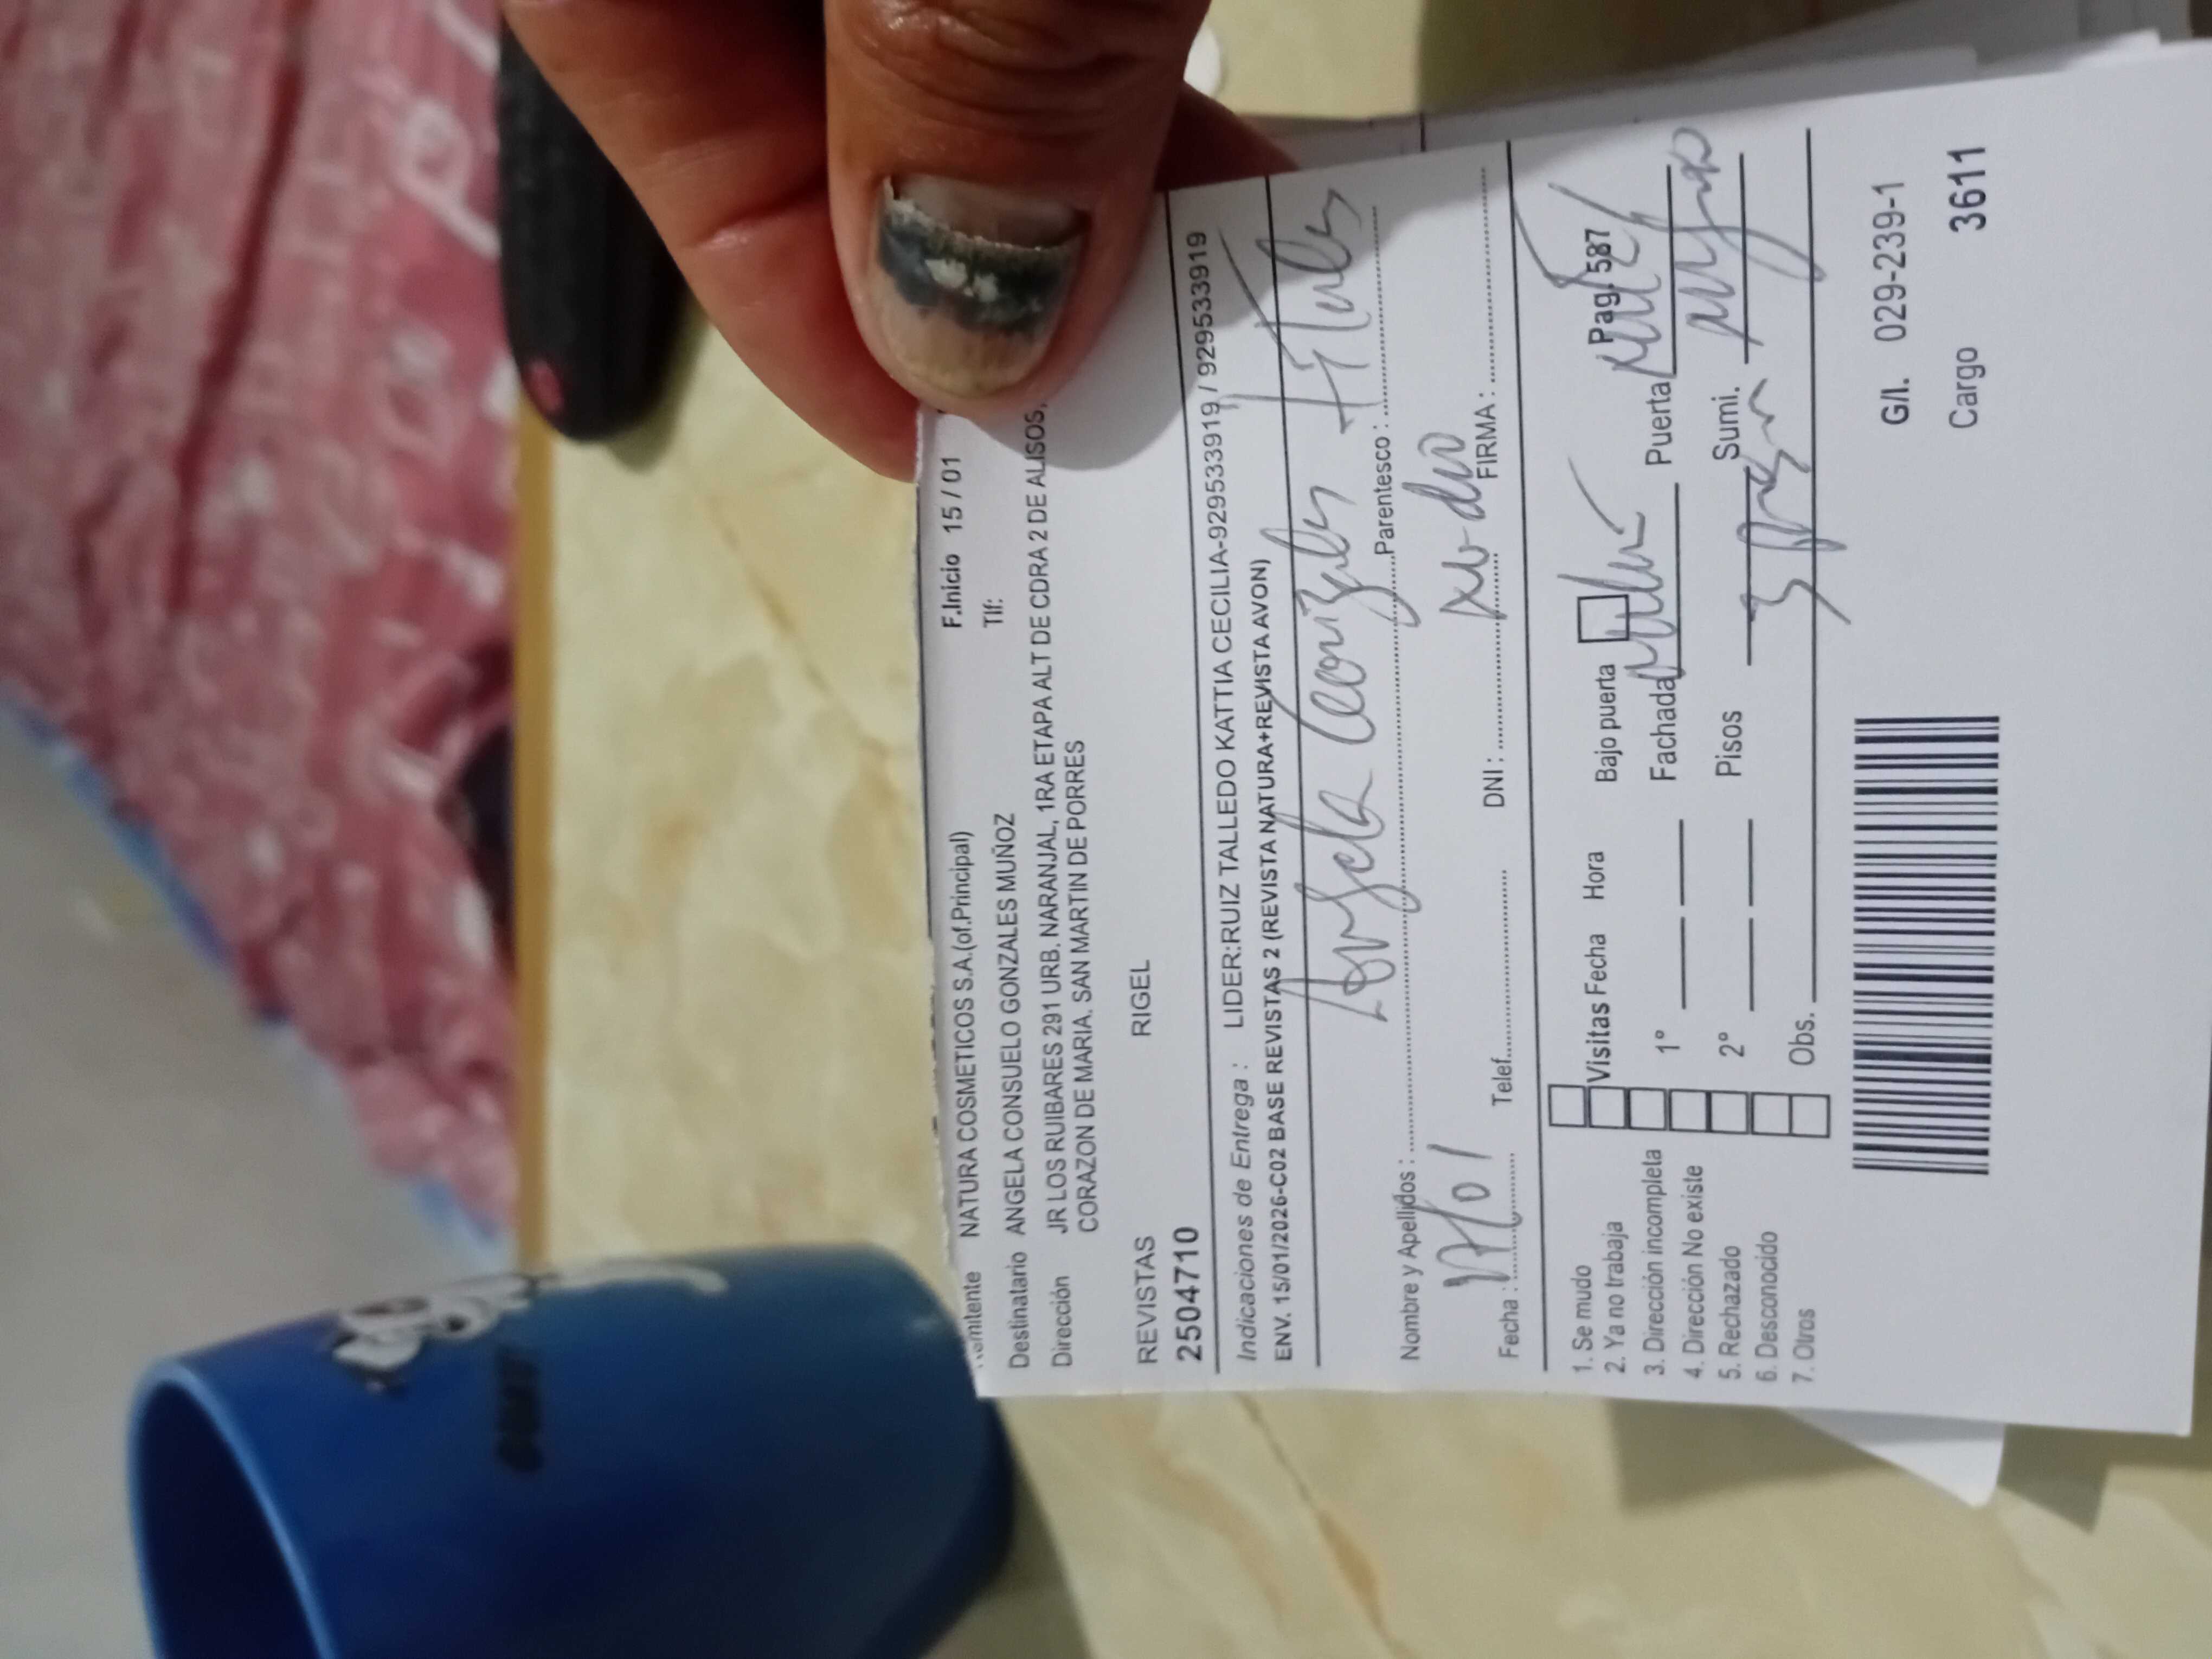 F.Inicio 15 / 01
NATURA COSMETICOS S.A.(of.Principal) Tlf:
Destinatario ANGELA CONSUELO GONZALES MUÑOZ
Dirección JR LOS RUIBARES 291 URB. NARANJAL, 1RA ETAPA ALT DE CDRA 2 DE ALISOS,
CORAZON DE MARIA. SAN MARTIN DE PORRES
REVISTAS RIGEL
2504710
Indicaciones de Entrega : LIDER:RUIZ TALLEDO KATTIA CECILIA-929533919 / 929533919
ENV. 15/01/2026-C02 BASE REVISTAS 2 (REVISTA NATURA+REVISTA AVON)
Angela Gonzales Titular
Nombre y Apellidos : Parentesco :
Fecha : Telef. DNI : FIRMA :
Pag. 587
1. Se mudo Visitas Fecha Hora Bajo puerta
2. Ya no trabaja
3. Dirección incompleta 1º Fachada Puerta
4. Dirección No existe
5. Rechazado 2º Pisos Sumi.
6. Desconocido
7. Otros Obs.
G/I. 029-239-1
Cargo 3611